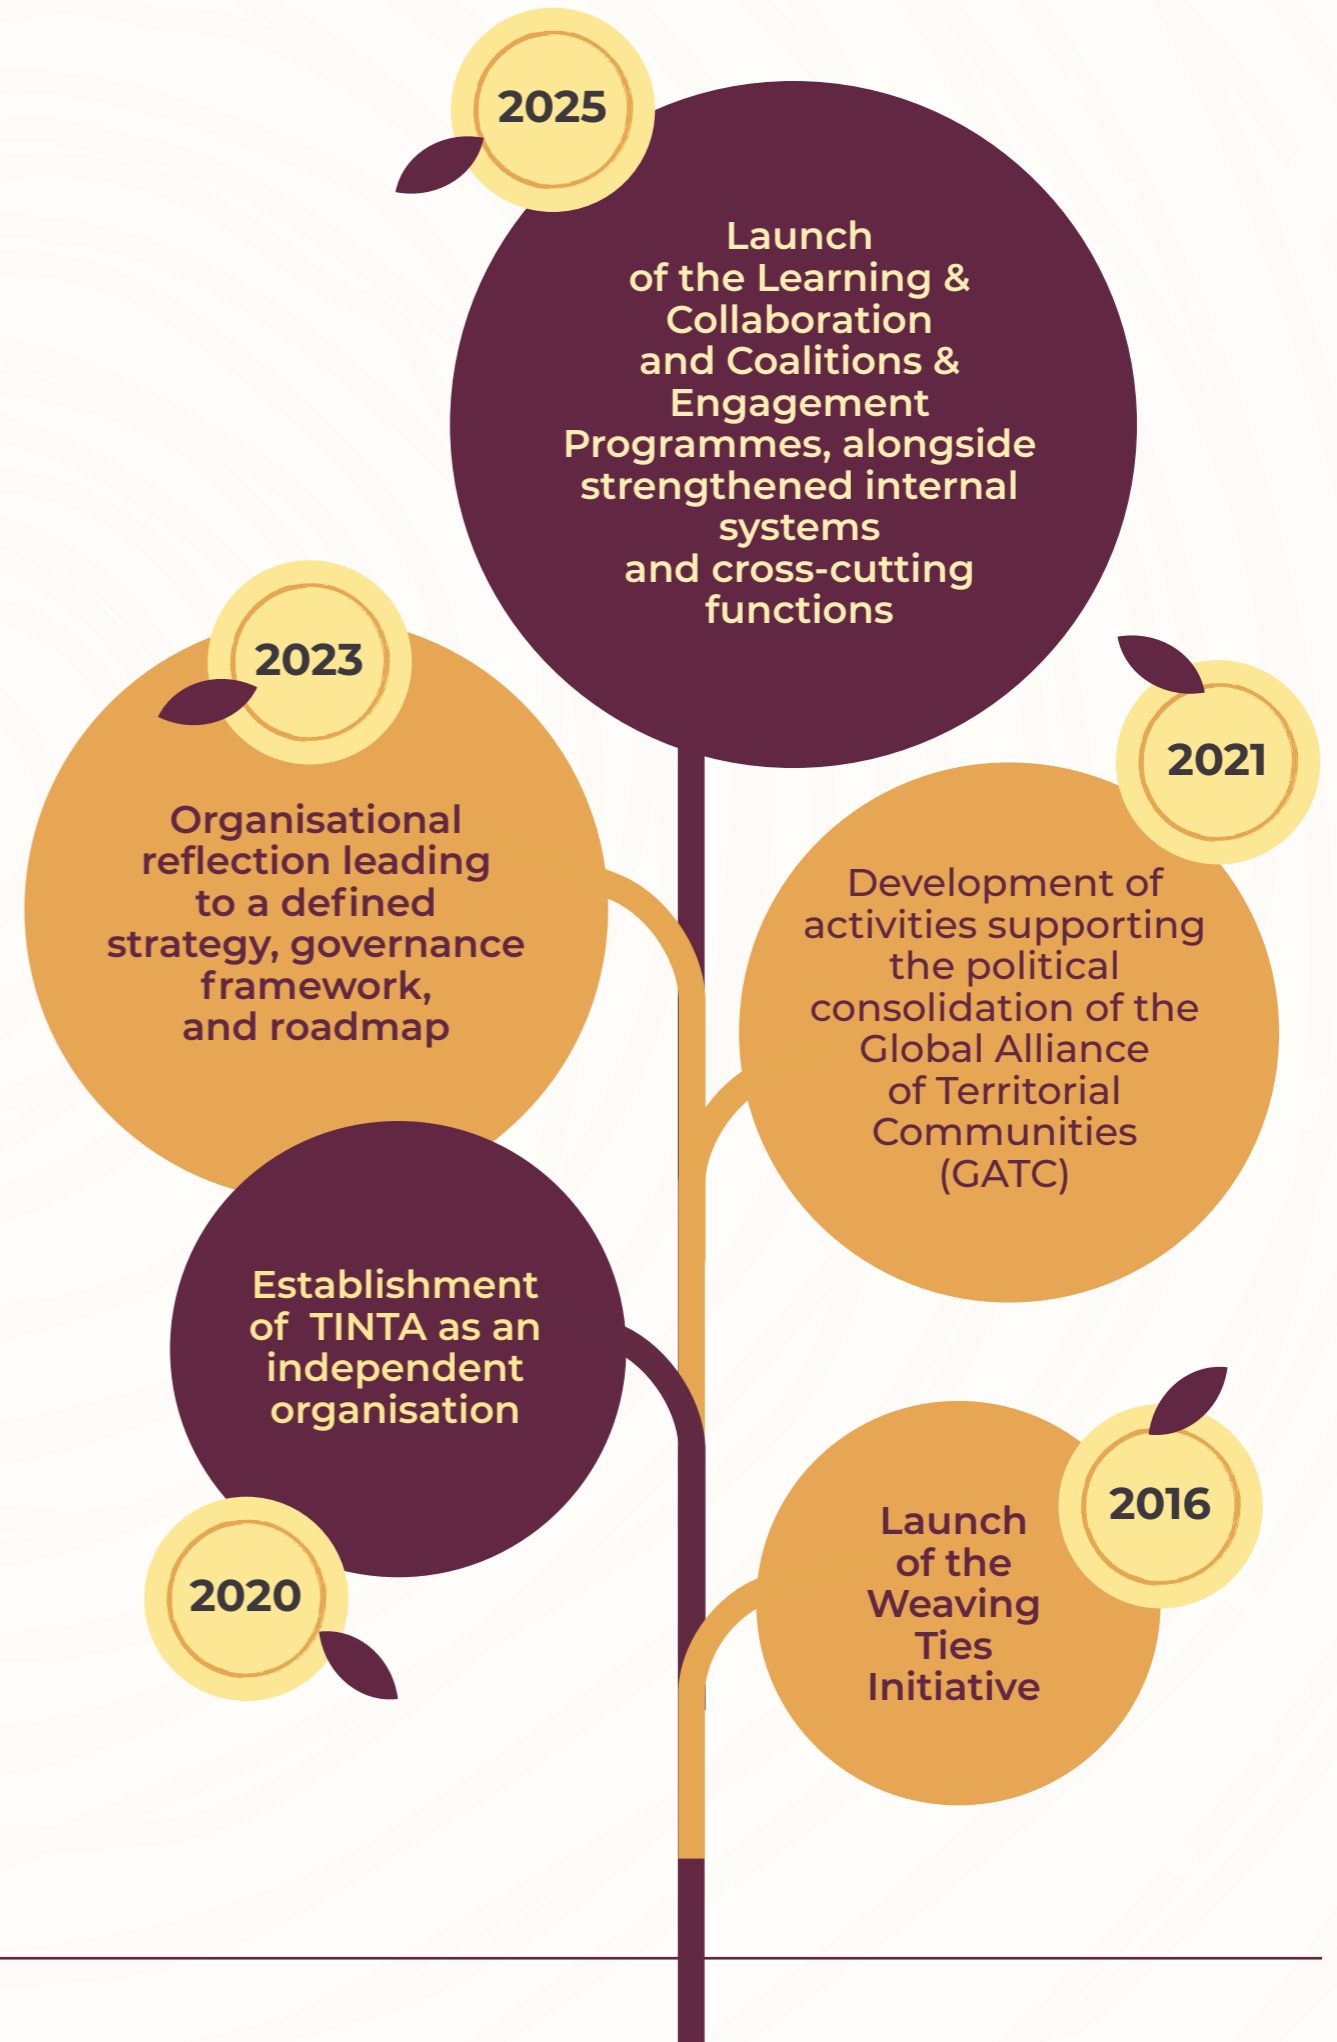 2025
Launch
of the Learning &
Collaboration
and Coalitions &
Engagement
Programmes, alongside
strengthened internal
systems
and cross-cutting
functions
2023
Organisational
reflection leading
to a defined
strategy, governance
framework,
and roadmap
2021
Development of
activities supporting
the political
consolidation of the
Global Alliance
of Territorial
Communities
(GATC)
Establishment
of  TINTA as an
independent
organisation
2020
2016
Launch
of the
Weaving
Ties
Initiative